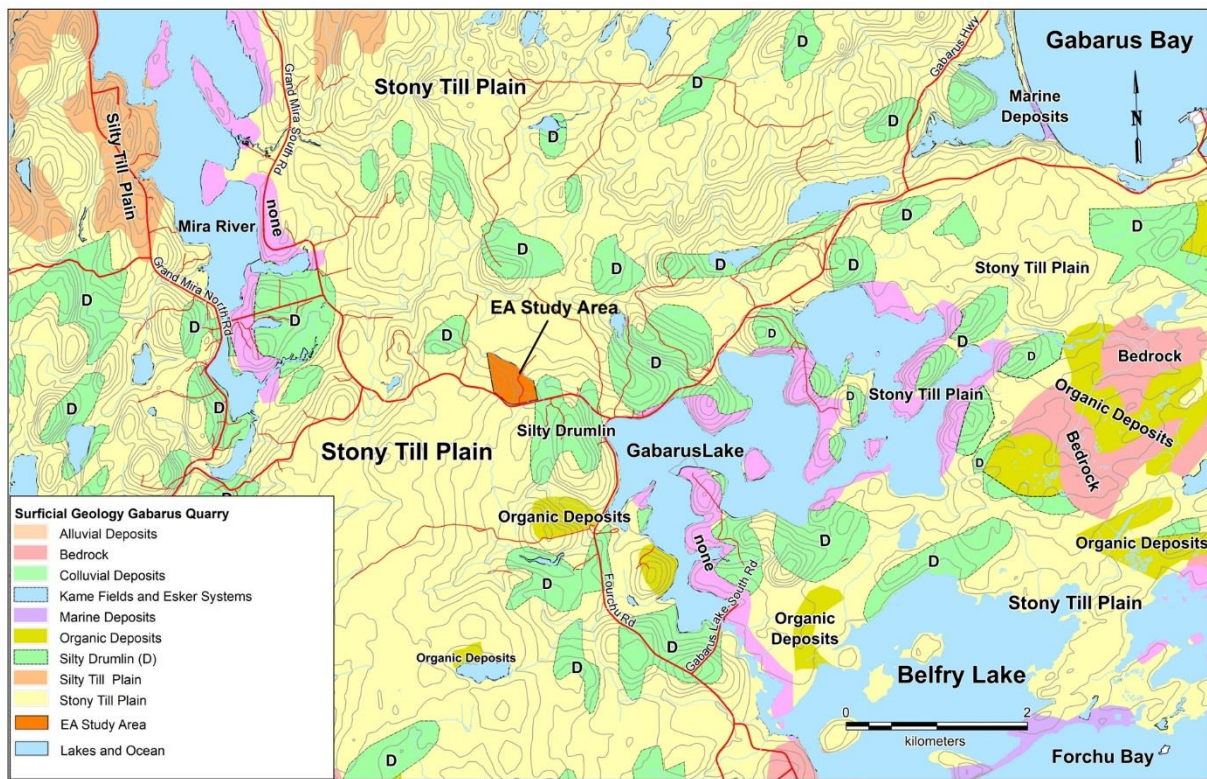 Gabarus Bay
Marine
Deposits
N
Gabarus Hwy
D
D
D
D
Stony Till Plain
Grand Mira South Rd
Silty Till Plain
none
Mira River
Grand Mira North Rd
D
D
D
D
D
D
D
D
D
D
Stony Till Plain
EA Study
Area
D
D
D
D
D
D
D
D
D
D
Bedrock
Organic Deposits
Bedrock
Stony Till Plain
Silty Drumlin
GabarusLake
Stony Till Plain
Organic Deposits
none
D
D
D
D
Fourchu Rd
Gabarus Lake South Rd
Organic Deposits
Stony Till Plain
Organic
Deposits
Organic Deposits
D
D
Belfry Lake
0
2
kilometers
Forchu Bay
D
Surficial Geology Gabarus Quarry
Alluvial Deposits
Bedrock
Colluvial Deposits
Kame Fields and Esker Systems
Marine Deposits
Organic Deposits
Silty Drumlin (D)
Silty Till Plain
Stony Till Plain
EA Study Area
Lakes and Ocean